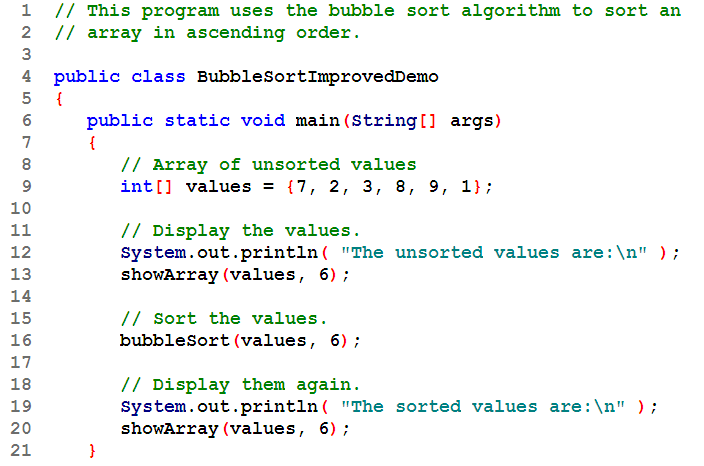 1 // This program uses the bubble sort algorithm to sort an
2 // array in ascending order.
3
4 public class BubbleSortImprovedDemo
5 {
6    public static void main(String[] args)
7    {
8       // Array of unsorted values
9       int[] values = {7, 2, 3, 8, 9, 1};
10
11       // Display the values.
12       System.out.println( "The unsorted values are:\n" );
13       showArray(values, 6);
14
15       // Sort the values.
16       bubbleSort(values, 6);
17
18       // Display them again.
19       System.out.println( "The sorted values are:\n" );
20       showArray(values, 6);
21    }